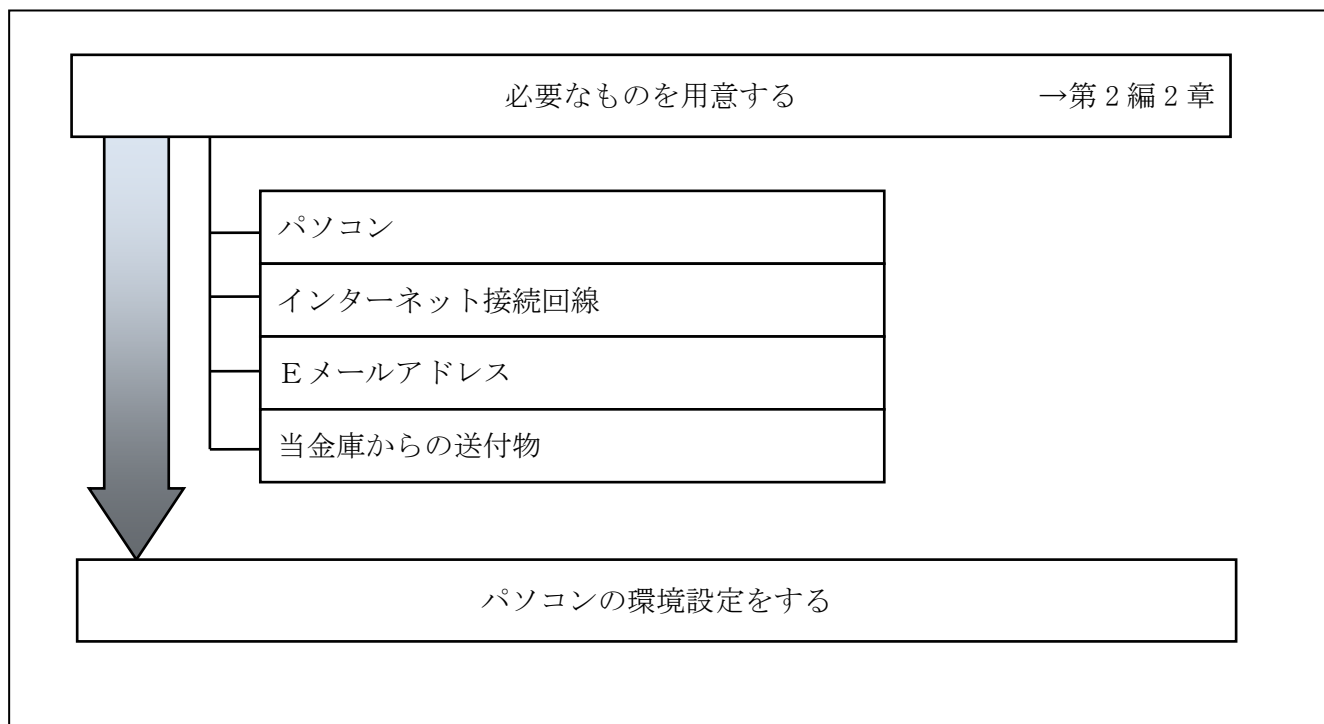 必要なものを用意する →第2編2章
パソコン
インターネット接続回線
Eメールアドレス
当金庫からの送付物
パソコンの環境設定をする